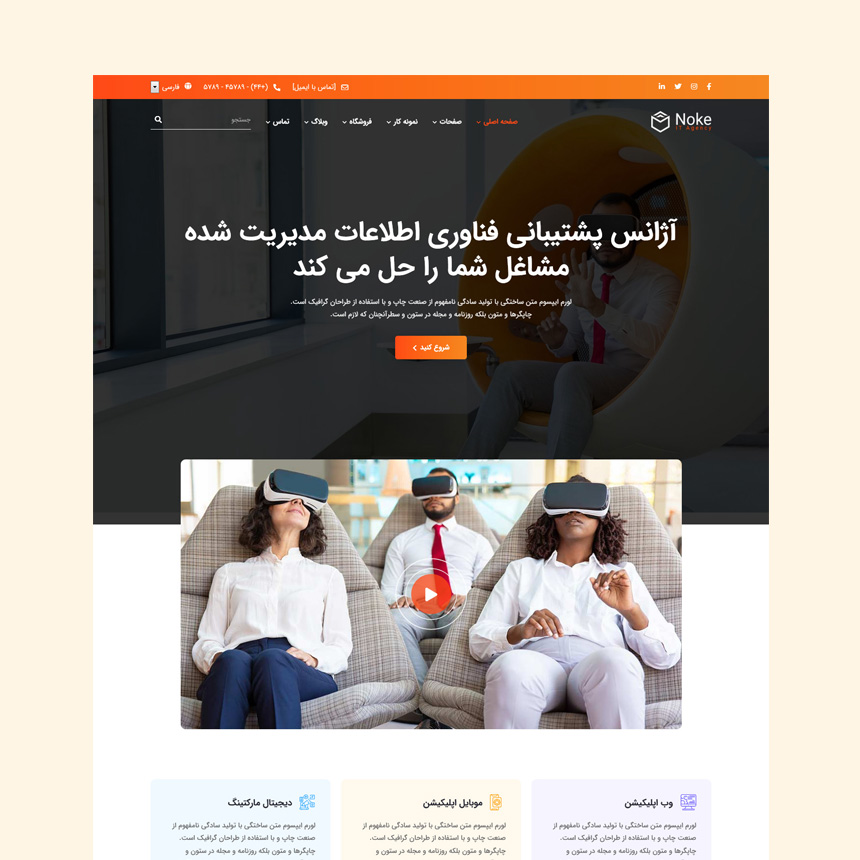 [تماس با ایمیل]
(+۴۴) - ۴۵۷۸۹ - ۵۷۸۹
فارسی
Noke
IT Agency
صفحه اصلی
صفحات
نمونه کار
فروشگاه
وبلاگ
تماس
جستجو
آژانس پشتیبانی فناوری اطلاعات مدیریت شده
مشاغل شما را حل می کند
لورم ایپسوم متن ساختگی با تولید سادگی نامفهوم از صنعت چاپ و با استفاده از طراحان گرافیک است.
چاپگرها و متون بلکه روزنامه و مجله در ستون و سطرآنچنان که لازم است.
شروع کنید
وب اپلیکیشن
لورم ایپسوم متن ساختگی با تولید سادگی نامفهوم از
صنعت چاپ و با استفاده از طراحان گرافیک است.
چاپگرها و متون بلکه روزنامه و مجله در ستون و
موبایل اپلیکیشن
لورم ایپسوم متن ساختگی با تولید سادگی نامفهوم از
صنعت چاپ و با استفاده از طراحان گرافیک است.
چاپگرها و متون بلکه روزنامه و مجله در ستون و
دیجیتال مارکتینگ
لورم ایپسوم متن ساختگی با تولید سادگی نامفهوم از
صنعت چاپ و با استفاده از طراحان گرافیک است.
چاپگرها و متون بلکه روزنامه و مجله در ستون و